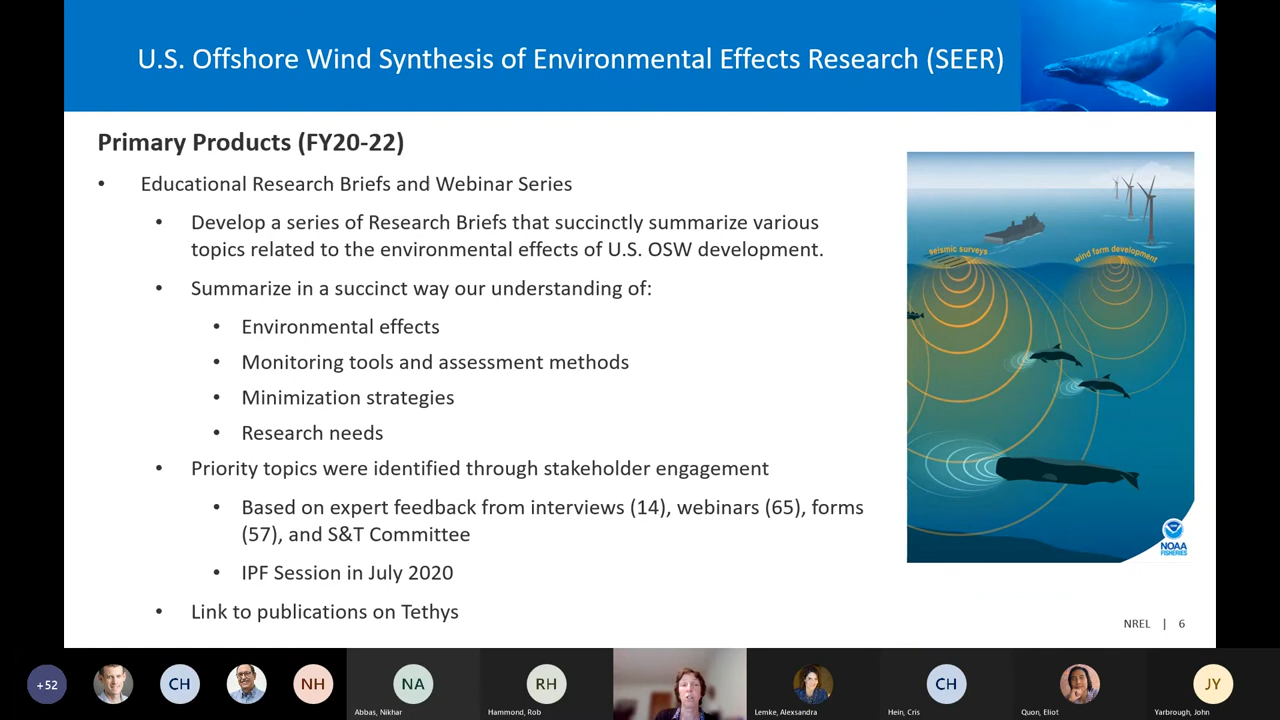 U.S. Offshore Wind Synthesis of Environmental Effects Research (SEER)
Primary Products (FY20-22)
• Educational Research Briefs and Webinar Series
• Develop a series of Research Briefs that succinctly summarize various
topics related to the environmental effects of U.S. OSW development.
• Summarize in a succinct way our understanding of:
• Environmental effects
• Monitoring tools and assessment methods
• Minimization strategies
• Research needs
• Priority topics were identified through stakeholder engagement
• Based on expert feedback from interviews (14), webinars (65), forms
(57), and S&T Committee
• IPF Session in July 2020
• Link to publications on Tethys
seismic surveys
wind farm development
NOAA
FISHERIES
NREL | 6
+52
CH
NH
NA
RH
CH
JY
Abbas, Nikhar
Hammond, Rob
Lemke, Alexsandra
Hein, Cris
Quon, Eliot
Yarbrough, John